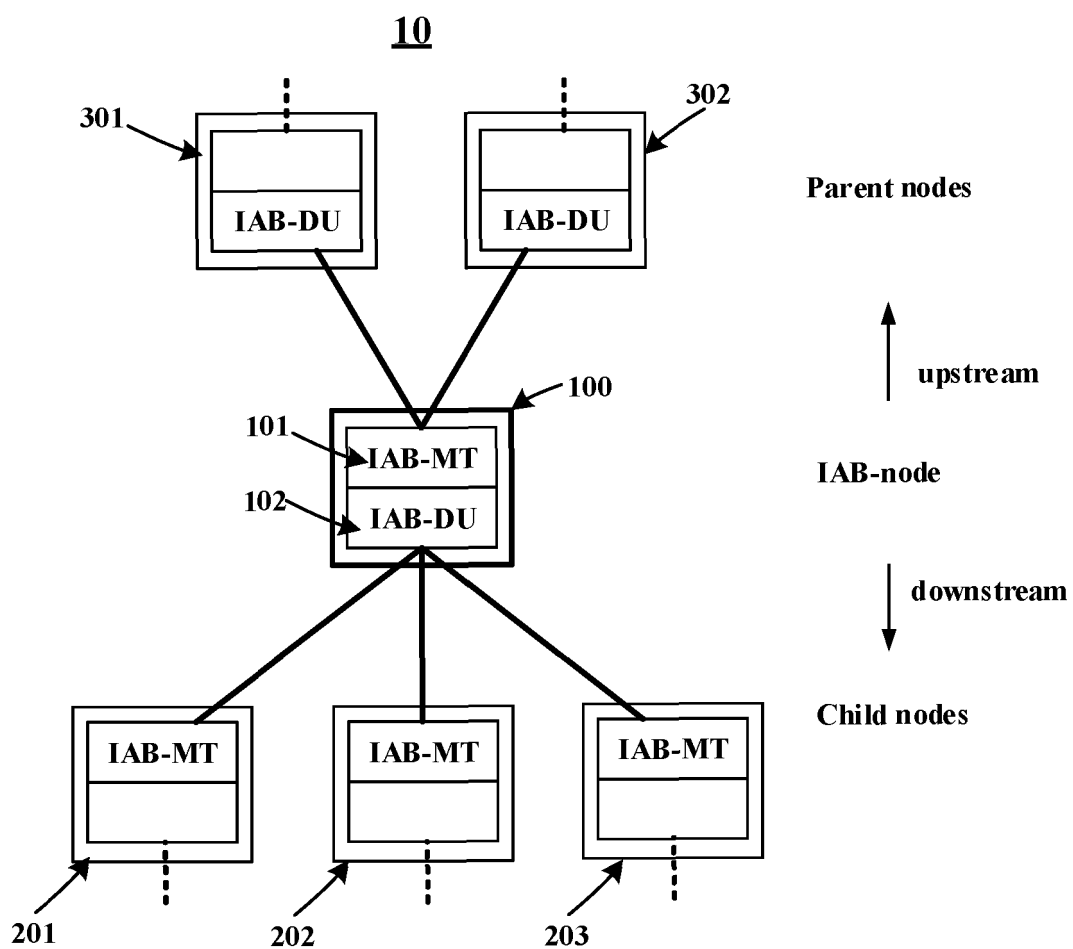 10
301
302
IAB-DU
IAB-DU
Parent nodes
upstream
100
101
IAB-MT
IAB-node
102
IAB-DU
downstream
Child nodes
IAB-MT
IAB-MT
IAB-MT
201
202
203